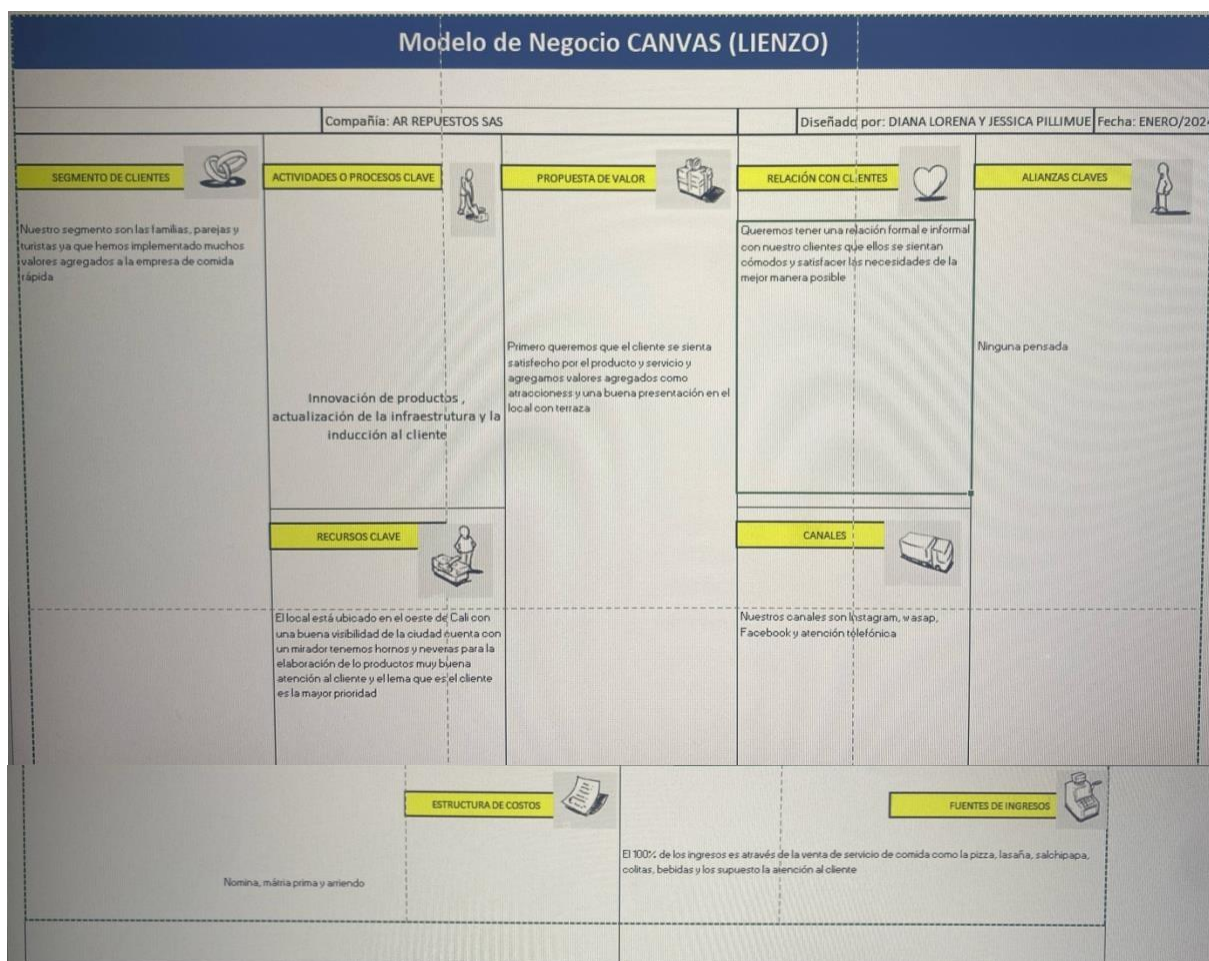 Modelo de Negocio CANVAS (LIENZO)
Compañia: AR REPUESTOS SAS
Diseñado por: DIANA LORENA Y JESSICA PILLIMUE
Fecha: ENERO/2024
SEGMENTO DE CLIENTES
Nuestro segmento son las familias, parejas y
turistas ya que hemos implementado muchos
valores agregados a la empresa de comida
rápida
ACTIVIDADES O PROCESOS CLAVE
Innovación de productos ,
actualización de la infraestrutura y la
inducción al cliente
RECURSOS CLAVE
El local está ubicado en el oeste de Cali con
una buena visibilidad de la ciudad cuenta con
un mirador tenemos hornos y neveras para la
elaboración de lo productos muy buena
atención al cliente y el lema que es el cliente
es la mayor prioridad
PROPUESTA DE VALOR
Primero queremos que el cliente se sienta
satisfecho por el producto y servicio y
agregamos valores agregados como
atraccioness y una buena presentación en el
local con terraza
RELACIÓN CON CLIENTES
Queremos tener una relación formal e informal
con nuestro clientes que ellos se sientan
cómodos y satisfacer las necesidades de la
mejor manera posible
CANALES
Nuestros canales son Instagram, wasap,
Facebook y atención telefónica
ALIANZAS CLAVES
Ninguna pensada
ESTRUCTURA DE COSTOS
Nomina, mátria prima y arriendo
FUENTES DE INGRESOS
El 100% de los ingresos es através de la venta de servicio de comida como la pizza, lasaña, salchipapa,
colitas, bebidas y los supuesto la atención al cliente